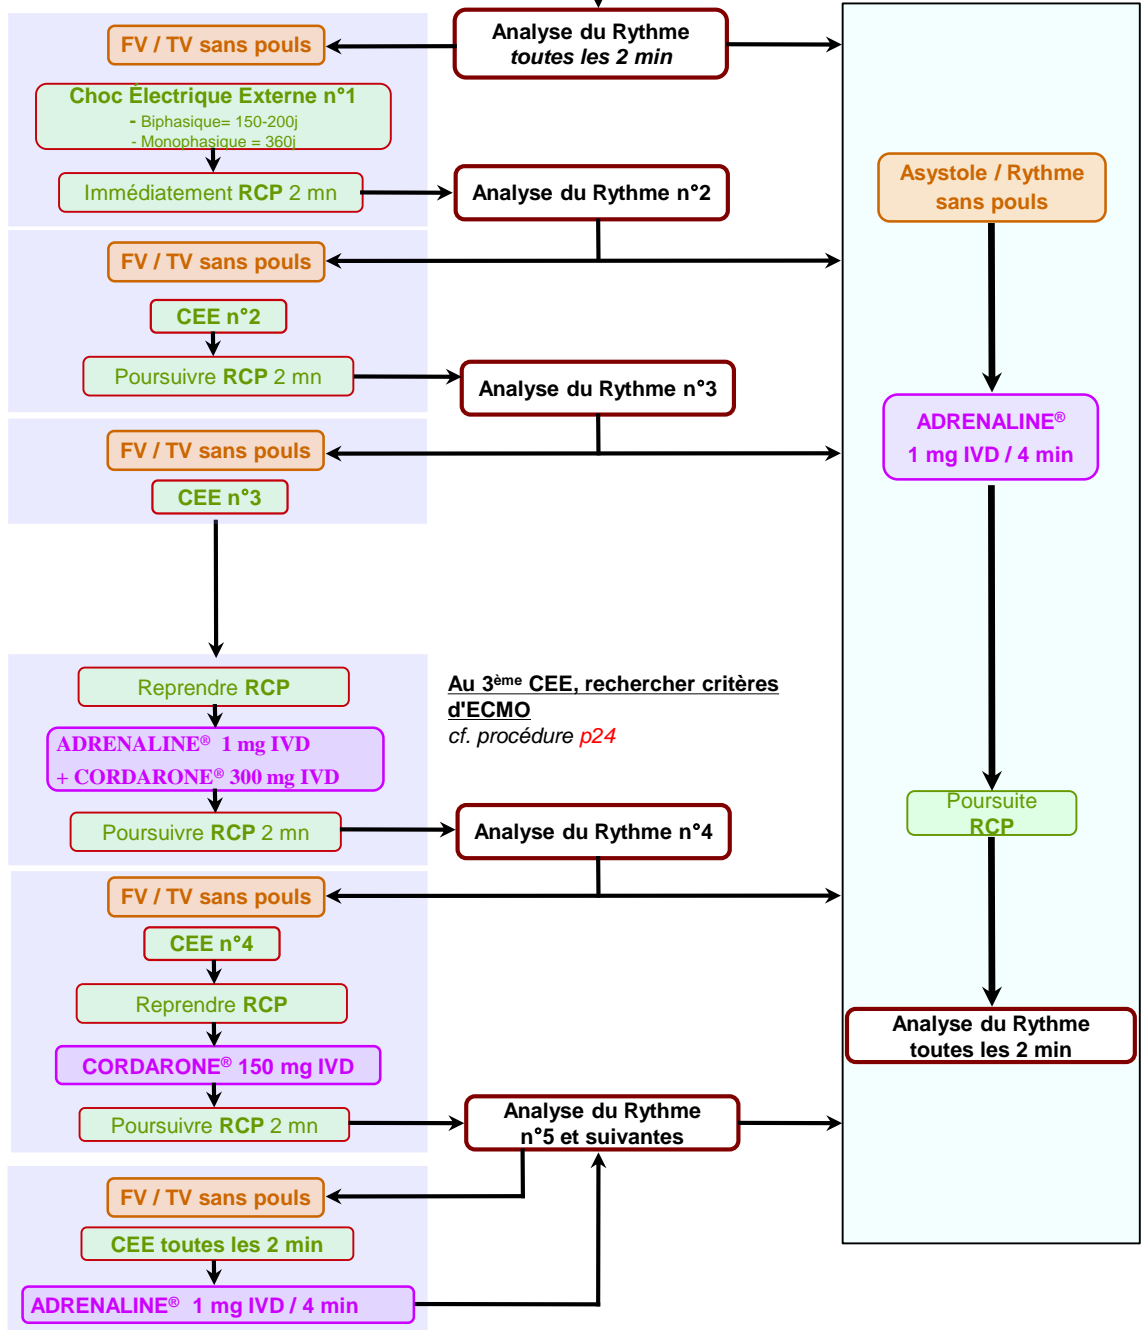 FV / TV sans pouls
Analyse du Rythme
toutes les 2 min
Choc Électrique Externe n°1
- Biphasique= 150-200j
- Monophasique = 360j
Immédiatement RCP 2 mn
Analyse du Rythme n°2
Asystole / Rythme
sans pouls
FV / TV sans pouls
CEE n°2
Poursuivre RCP 2 mn
Analyse du Rythme n°3
ADRENALINE®
1 mg IVD / 4 min
FV / TV sans pouls
CEE n°3
Reprendre RCP
Au 3ème CEE, rechercher critères
d'ECMO
cf. procédure p24
ADRENALINE® 1 mg IVD
+ CORDARONE® 300 mg IVD
Poursuivre RCP 2 mn
Analyse du Rythme n°4
Poursuite
RCP
FV / TV sans pouls
CEE n°4
Reprendre RCP
Analyse du Rythme
toutes les 2 min
CORDARONE® 150 mg IVD
Poursuivre RCP 2 mn
Analyse du Rythme
n°5 et suivantes
FV / TV sans pouls
CEE toutes les 2 min
ADRENALINE® 1 mg IVD / 4 min